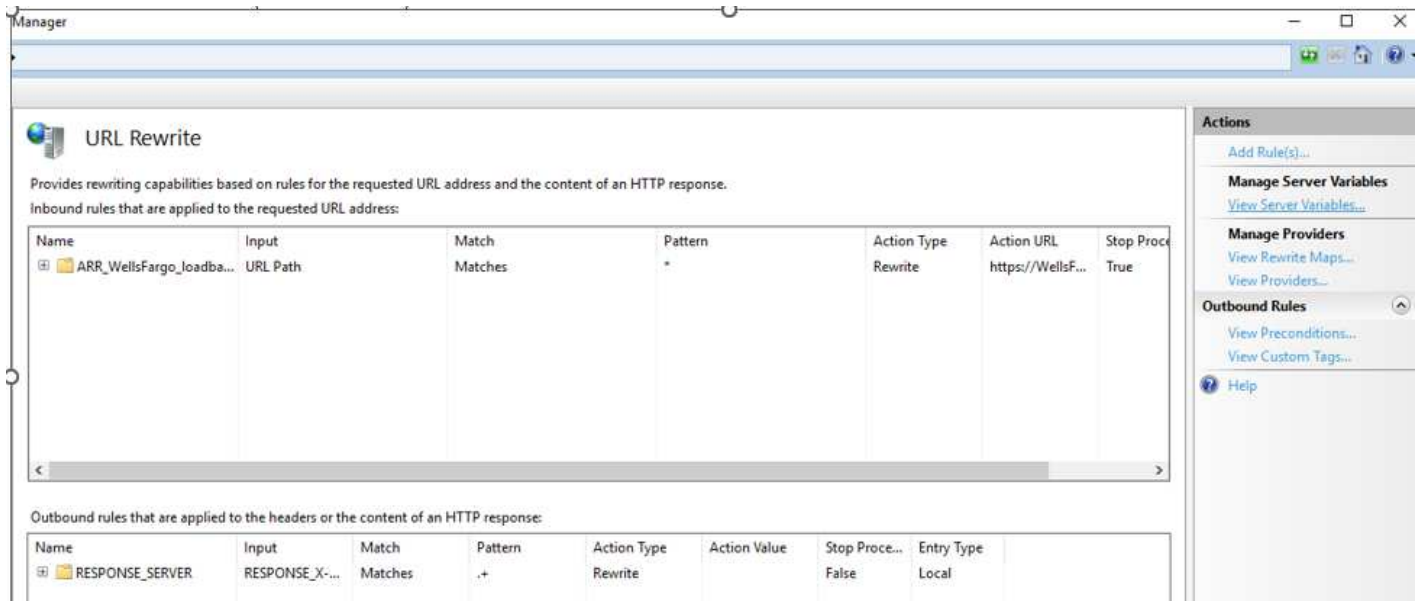 Manager
URL Rewrite
Provides rewriting capabilities based on rules for the requested URL address and the content of an HTTP response.
Inbound rules that are applied to the requested URL address:
Name Input Match Pattern Action Type Action URL Stop Proce
ARR_WellsFargo_loadba... URL Path Matches * Rewrite https://WellsF... True
Outbound rules that are applied to the headers or the content of an HTTP response:
Name Input Match Pattern Action Type Action Value Stop Proce... Entry Type
RESPONSE_SERVER RESPONSE_X-... Matches .+ Rewrite False Local
Actions
Add Rule(s)...
Manage Server Variables
View Server Variables...
Manage Providers
View Rewrite Maps...
View Providers...
Outbound Rules
View Preconditions...
View Custom Tags...
Help